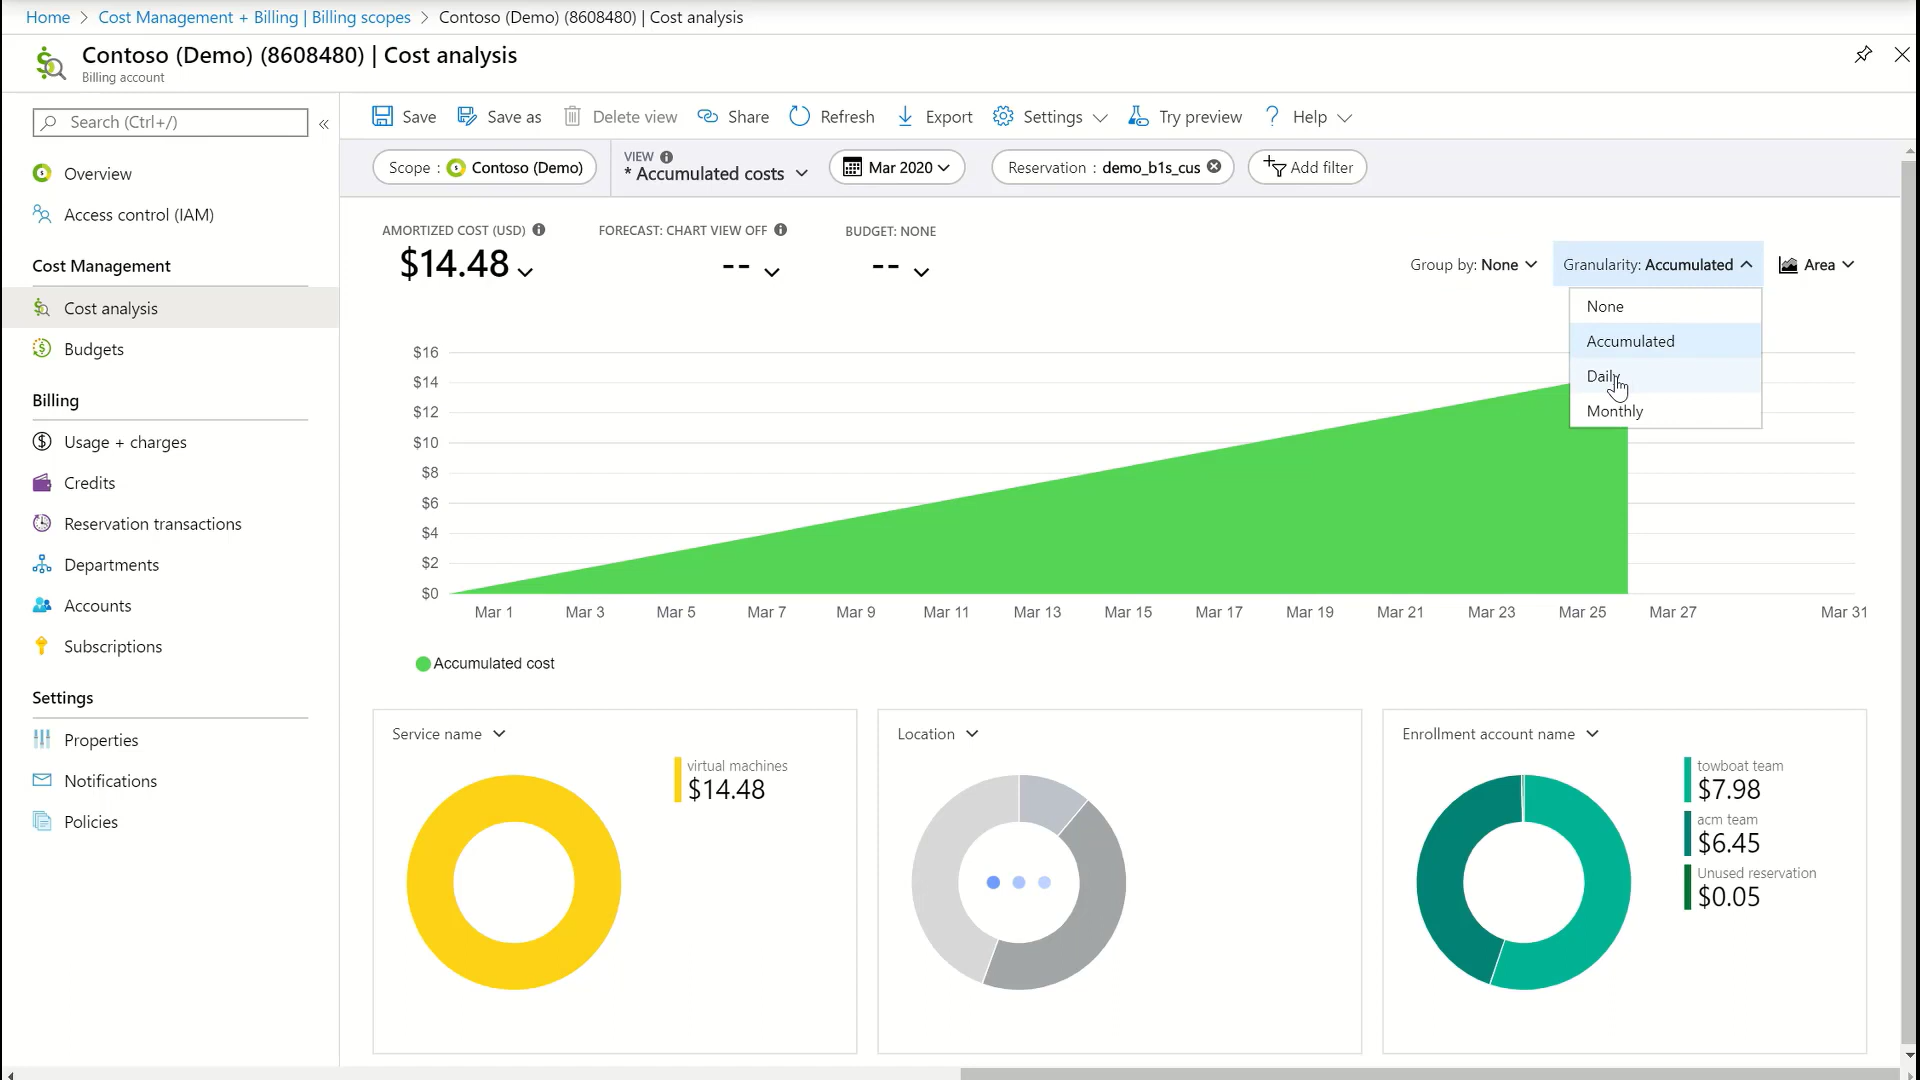 Home > Cost Management + Billing | Billing scopes > Contoso (Demo) (8608480) | Cost analysis
Contoso (Demo) (8608480) | Cost analysis
Billing account
Search (Ctrl+/)
«
Overview
Access control (IAM)
Cost Management
Cost analysis
Budgets
Billing
Usage + charges
Credits
Reservation transactions
Departments
Accounts
Subscriptions
Settings
Properties
Notifications
Policies
Save Save as Delete view Share Refresh Export Settings Try preview ? Help
Scope : Contoso (Demo)
VIEW
* Accumulated costs
Mar 2020
Reservation : demo_b1s_cus
Add filter
AMORTIZED COST (USD)
$14.48
FORECAST: CHART VIEW OFF
--
BUDGET: NONE
--
Group by: None
Granularity: Accumulated
Area
None
Accumulated
Daily
Monthly
$16
$14
$12
$10
$8
$6
$4
$2
$0
Mar 1 Mar 3 Mar 5 Mar 7 Mar 9 Mar 11 Mar 13 Mar 15 Mar 17 Mar 19 Mar 21 Mar 23 Mar 25 Mar 27 Mar 31
Accumulated cost
Service name
virtual machines
$14.48
Location
Enrollment account name
towboat team
$7.98
acm team
$6.45
Unused reservation
$0.05